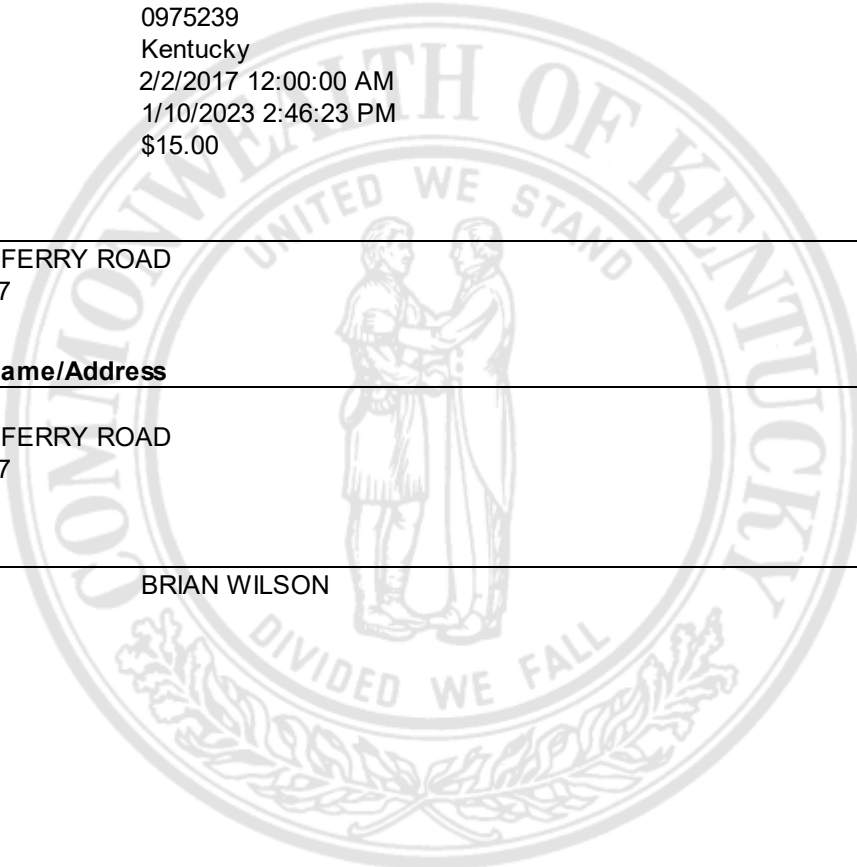 0975239
Kentucky
2/2/2017 12:00:00 AM
1/10/2023 2:46:23 PM
$15.00
FERRY ROAD
7
ame/Address
FERRY ROAD
7
BRIAN WILSON
COMMONWEALTH OF KENTUCKY
UNITED WE STAND
DIVIDED WE FALL